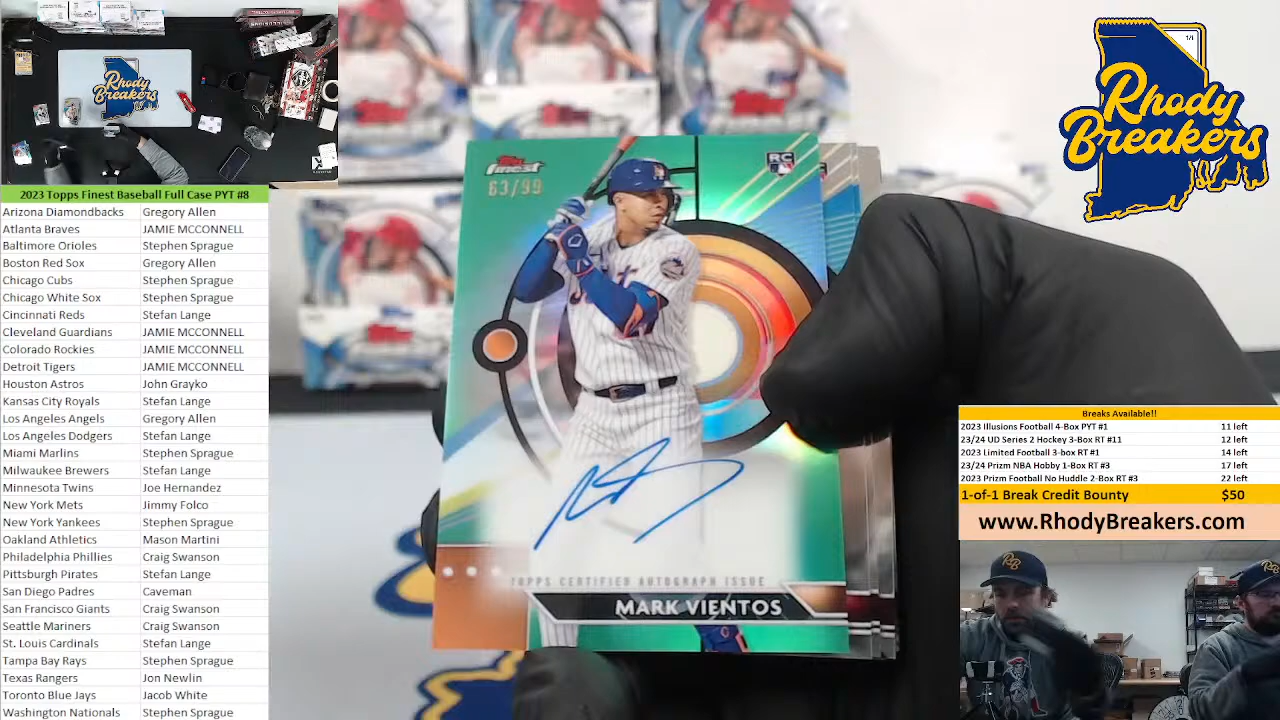 Rhody
Breakers
2023 Topps Finest Baseball Full Case PYT #8
Arizona Diamondbacks Gregory Allen
Atlanta Braves JAMIE MCCONNELL
Baltimore Orioles Stephen Sprague
Boston Red Sox Gregory Allen
Chicago Cubs Stephen Sprague
Chicago White Sox Stephen Sprague
Cincinnati Reds Stefan Lange
Cleveland Guardians JAMIE MCCONNELL
Colorado Rockies JAMIE MCCONNELL
Detroit Tigers JAMIE MCCONNELL
Houston Astros John Grayko
Kansas City Royals Stefan Lange
Los Angeles Angels Gregory Allen
Los Angeles Dodgers Stefan Lange
Miami Marlins Stephen Sprague
Milwaukee Brewers Stefan Lange
Minnesota Twins Joe Hernandez
New York Mets Jimmy Folco
New York Yankees Stephen Sprague
Oakland Athletics Mason Martini
Philadelphia Phillies Craig Swanson
Pittsburgh Pirates Stefan Lange
San Diego Padres Caveman
San Francisco Giants Craig Swanson
Seattle Mariners Craig Swanson
St. Louis Cardinals Stefan Lange
Tampa Bay Rays Stephen Sprague
Texas Rangers Jon Newlin
Toronto Blue Jays Jacob White
Washington Nationals Stephen Sprague
Topps
finest
63/99
RC
TOPPS CERTIFIED AUTOGRAPH ISSUE
MARK VIENTOS
1/1
Rhody
Breakers
Breaks Available!!
2023 Illusions Football 4-Box PYT #1 11 left
23/24 UD Series 2 Hockey 3-Box RT #11 12 left
2023 Limited Football 3-box RT #1 14 left
23/24 Prizm NBA Hobby 1-Box RT #3 17 left
2023 Prizm Football No Huddle 2-Box RT #3 22 left
1-of-1 Break Credit Bounty $50
www.RhodyBreakers.com
RB